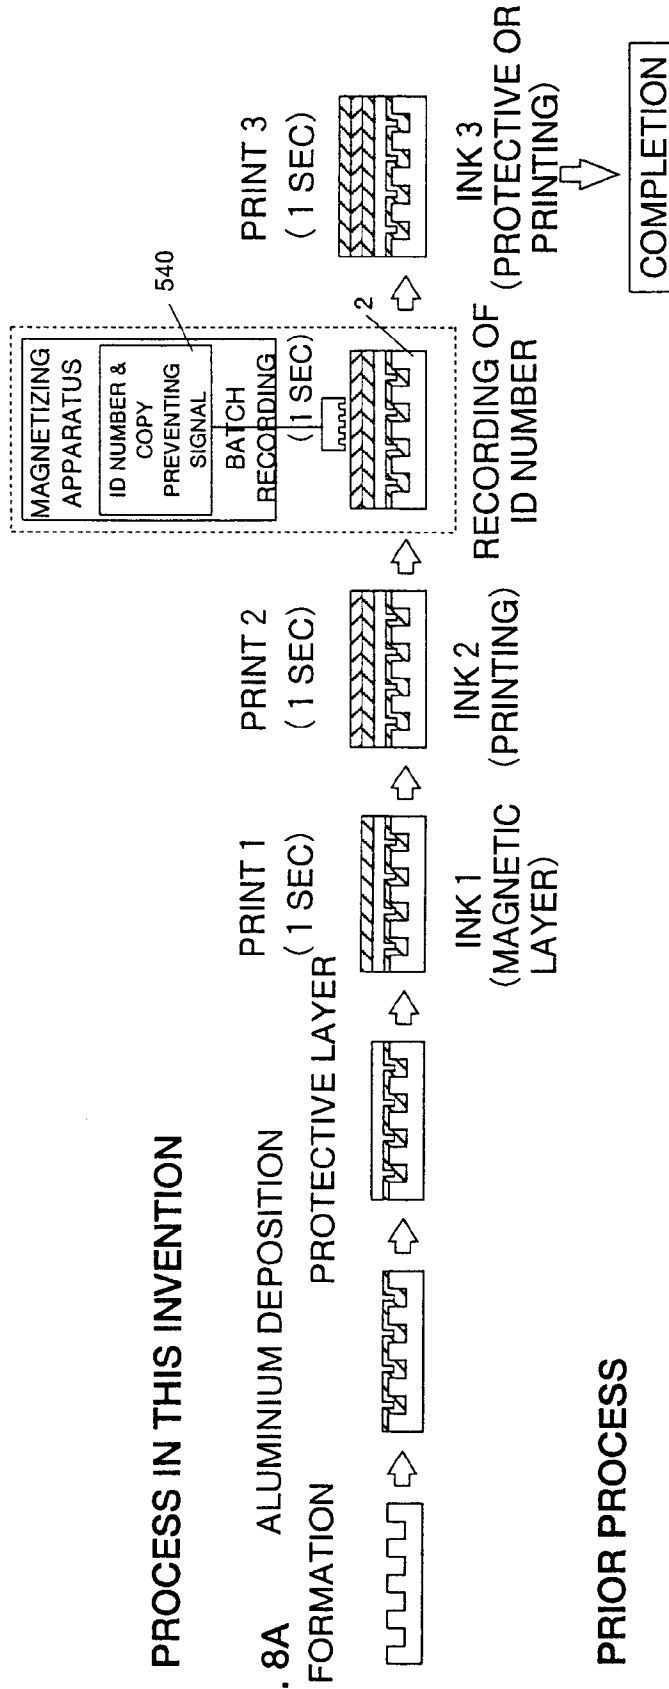 PROCESS IN THIS INVENTION
. 8A
FORMATION
ALUMINIUM DEPOSITION
PROTECTIVE LAYER
PRINT 1
(1 SEC)
PRINT 2
(1 SEC)
MAGNETIZING
APPARATUS
ID NUMBER &
COPY
PREVENTING
SIGNAL
540
BATCH
RECORDING
(1 SEC)
2
PRINT 3
(1 SEC)
INK 1
(MAGNETIC
LAYER)
INK 2
(PRINTING)
RECORDING OF
ID NUMBER
INK 3
(PROTECTIVE OR
PRINTING)
COMPLETION
PRIOR PROCESS